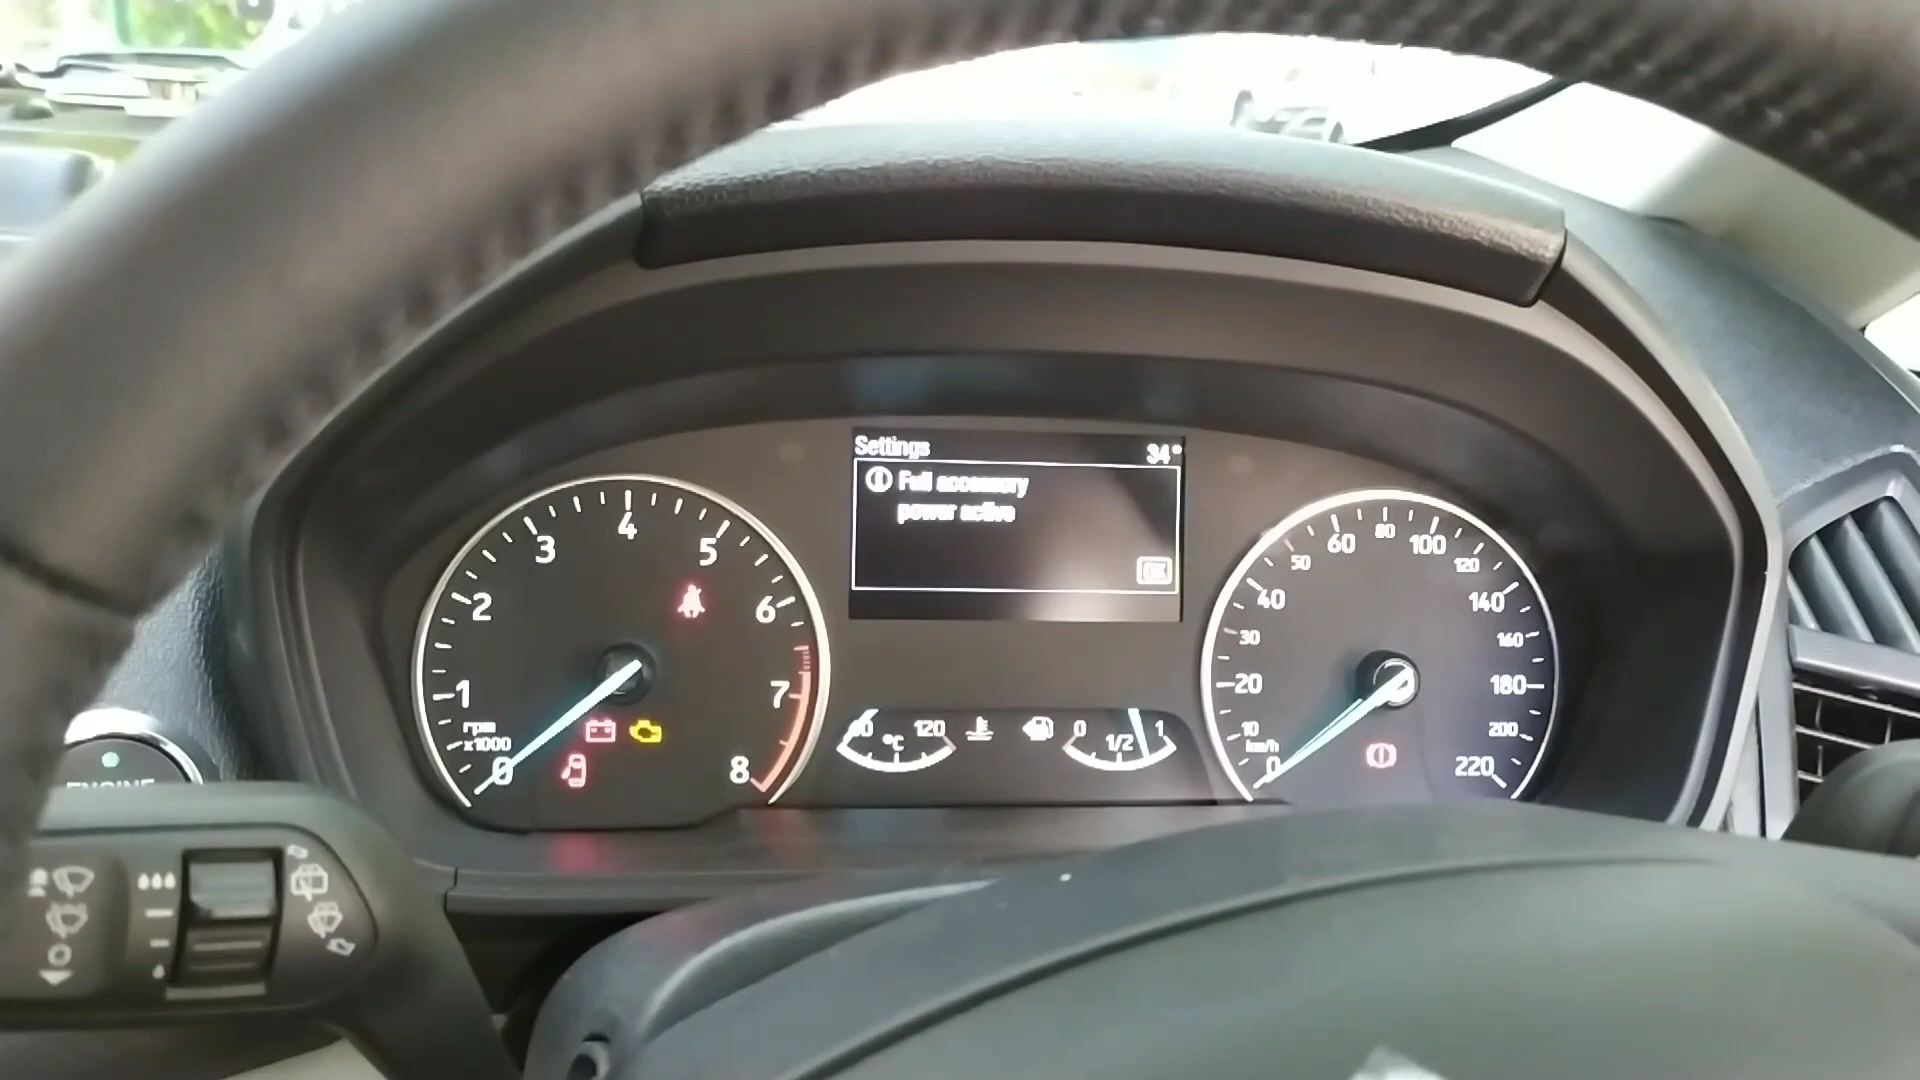 Settings 34°
Full accessory
power active
OK
0 1 2 3 4 5 6 7 8
rpm
x1000
60 120
°C
0 1/2 1
0 10 20 30 40 50 60 80 100 120 140 160 180 200 220
km/h
ENGINE